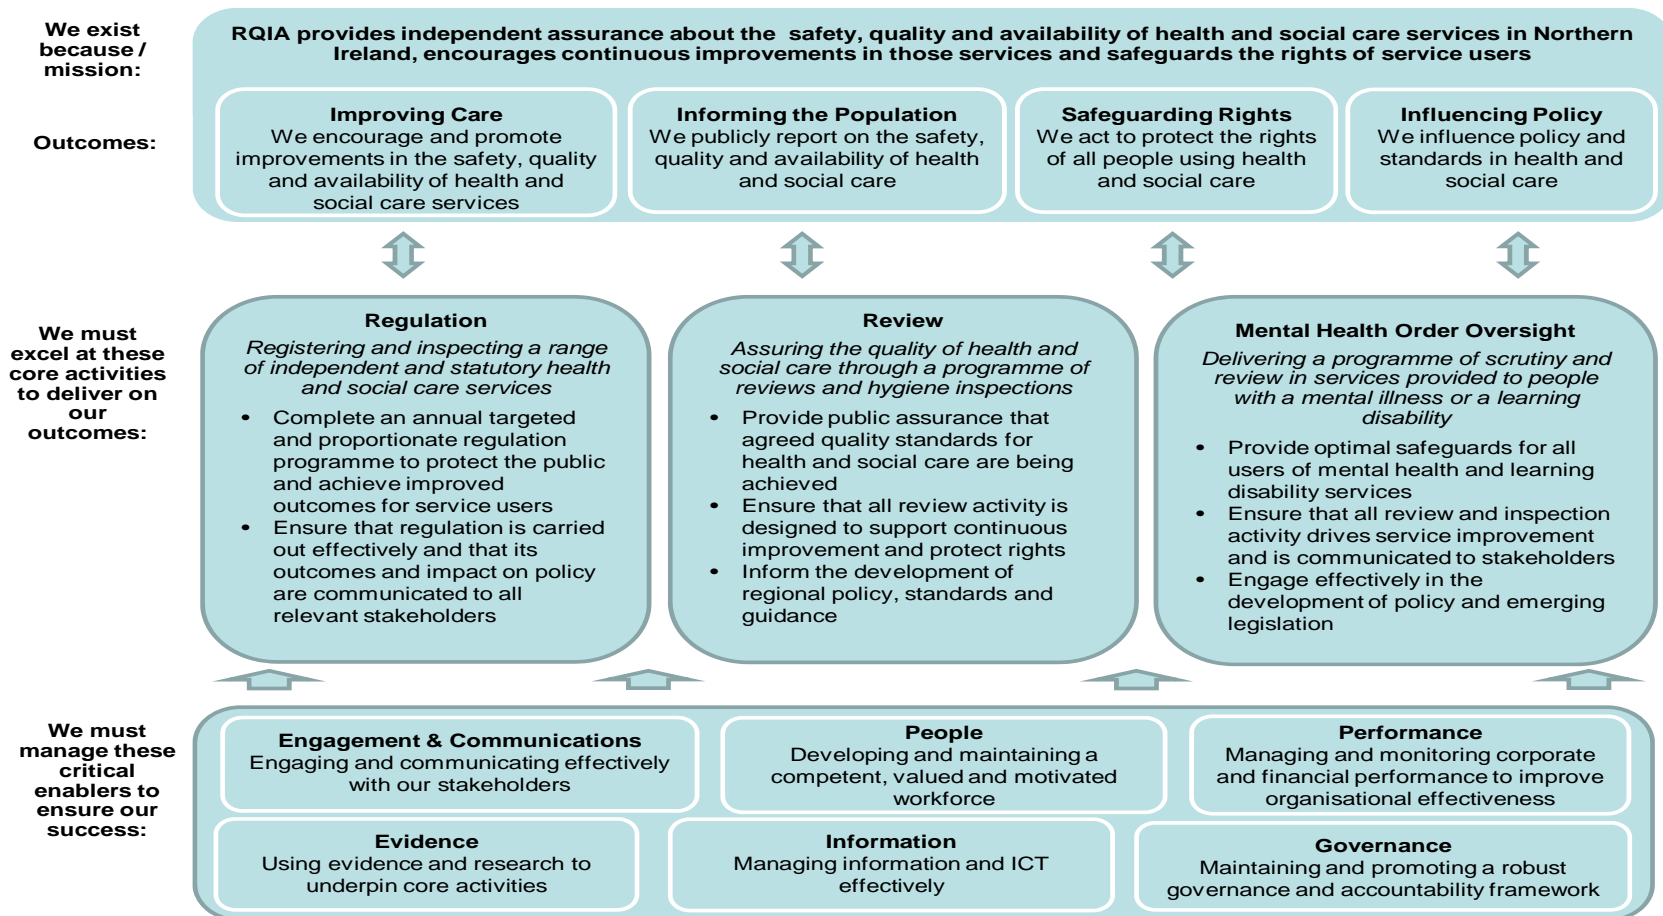 We exist
because /
mission:
RQIA provides independent assurance about the safety, quality and availability of health and social care services in Northern
Ireland, encourages continuous improvements in those services and safeguards the rights of service users
Outcomes:
Improving Care
We encourage and promote
improvements in the safety, quality
and availability of health and
social care services
Informing the Population
We publicly report on the safety,
quality and availability of health
and social care
Safeguarding Rights
We act to protect the rights
of all people using health
and social care
Influencing Policy
We influence policy and
standards in health and
social care
We must
excel at these
core activities
to deliver on
our
outcomes:
Regulation
Registering and inspecting a range
of independent and statutory health
and social care services
• Complete an annual targeted
and proportionate regulation
programme to protect the public
and achieve improved
outcomes for service users
• Ensure that regulation is carried
out effectively and that its
outcomes and impact on policy
are communicated to all
relevant stakeholders
Review
Assuring the quality of health and
social care through a programme of
reviews and hygiene inspections
• Provide public assurance that
agreed quality standards for
health and social care are being
achieved
• Ensure that all review activity is
designed to support continuous
improvement and protect rights
• Inform the development of
regional policy, standards and
guidance
Mental Health Order Oversight
Delivering a programme of scrutiny and
review in services provided to people
with a mental illness or a learning
disability
• Provide optimal safeguards for all
users of mental health and learning
disability services
• Ensure that all review and inspection
activity drives service improvement
and is communicated to stakeholders
• Engage effectively in the
development of policy and emerging
legislation
We must
manage these
critical
enablers to
ensure our
success:
Engagement & Communications
Engaging and communicating effectively
with our stakeholders
People
Developing and maintaining a
competent, valued and motivated
workforce
Performance
Managing and monitoring corporate
and financial performance to improve
organisational effectiveness
Evidence
Using evidence and research to
underpin core activities
Information
Managing information and ICT
effectively
Governance
Maintaining and promoting a robust
governance and accountability framework